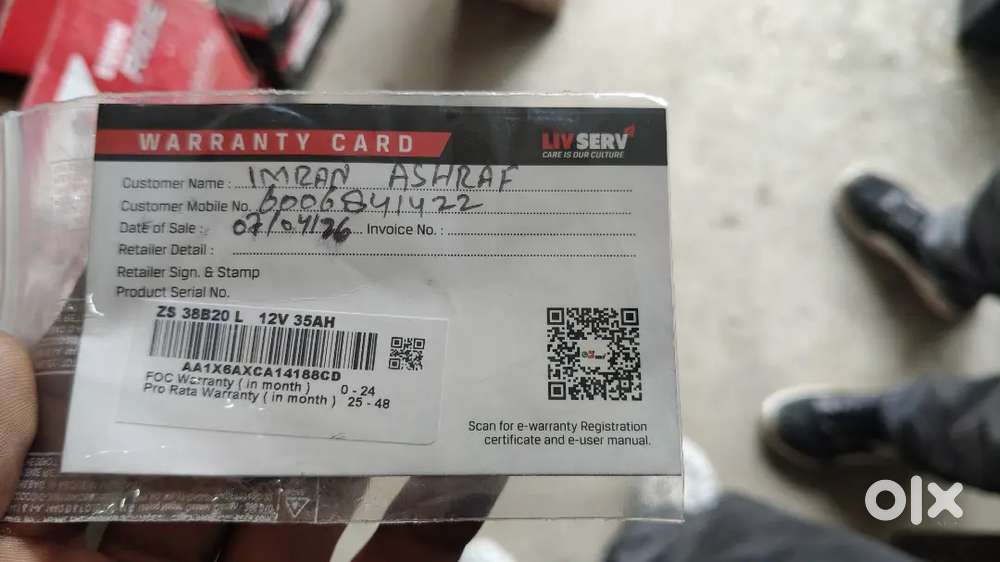 WARRANTY CARD
LIVSERV
CARE IS OUR CULTURE
Customer Name : IMRAN ASHRAF
Customer Mobile No. 6006841422
Date of Sale : 07/04/26 Invoice No. :
Retailer Detail :
Retailer Sign. & Stamp
Product Serial No.
ZS 38B20 L 12V 35AH
AA1X6AXCA14188CD
FOC Warranty ( in month ) 0 - 24
Pro Rata Warranty ( in month ) 25 - 48
Scan for e-warranty Registration
certificate and e-user manual.
olx